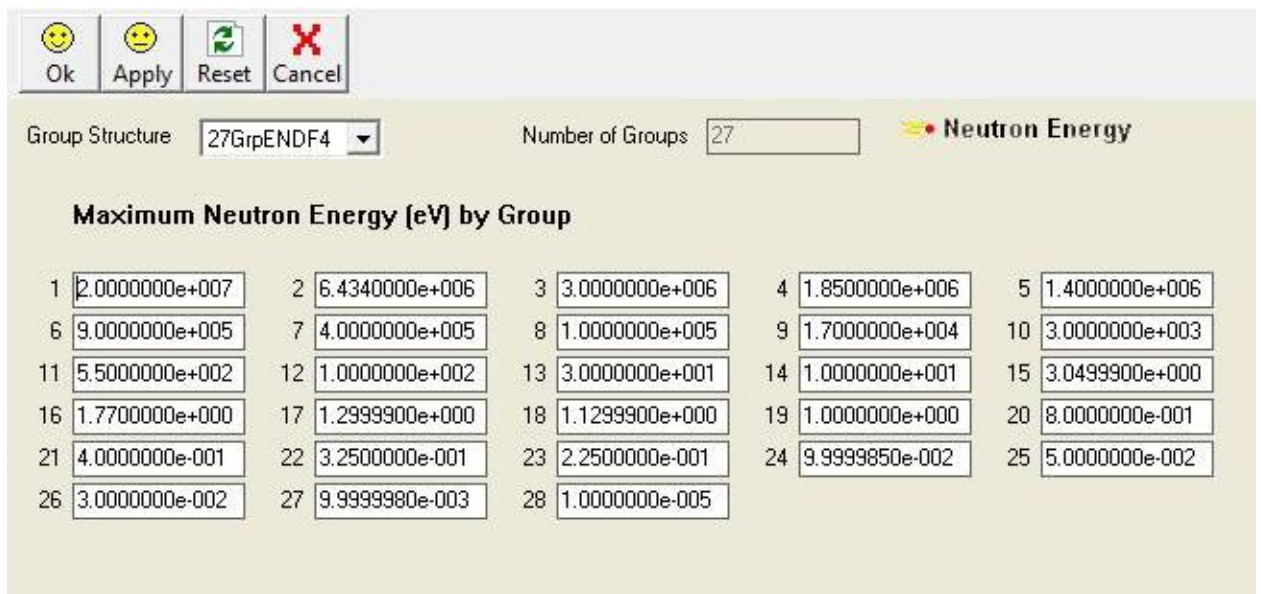 Ok Apply Reset Cancel
Group Structure 27GrpENDF4 Number of Groups 27 Neutron Energy
Maximum Neutron Energy (eV) by Group
1 2.0000000e+007 2 6.4340000e+006 3 3.0000000e+006 4 1.8500000e+006 5 1.4000000e+006
6 9.0000000e+005 7 4.0000000e+005 8 1.0000000e+005 9 1.7000000e+004 10 3.0000000e+003
11 5.5000000e+002 12 1.0000000e+002 13 3.0000000e+001 14 1.0000000e+001 15 3.0499900e+000
16 1.7700000e+000 17 1.2999900e+000 18 1.1299900e+000 19 1.0000000e+000 20 8.0000000e-001
21 4.0000000e-001 22 3.2500000e-001 23 2.2500000e-001 24 9.9999850e-002 25 5.0000000e-002
26 3.0000000e-002 27 9.9999980e-003 28 1.0000000e-005